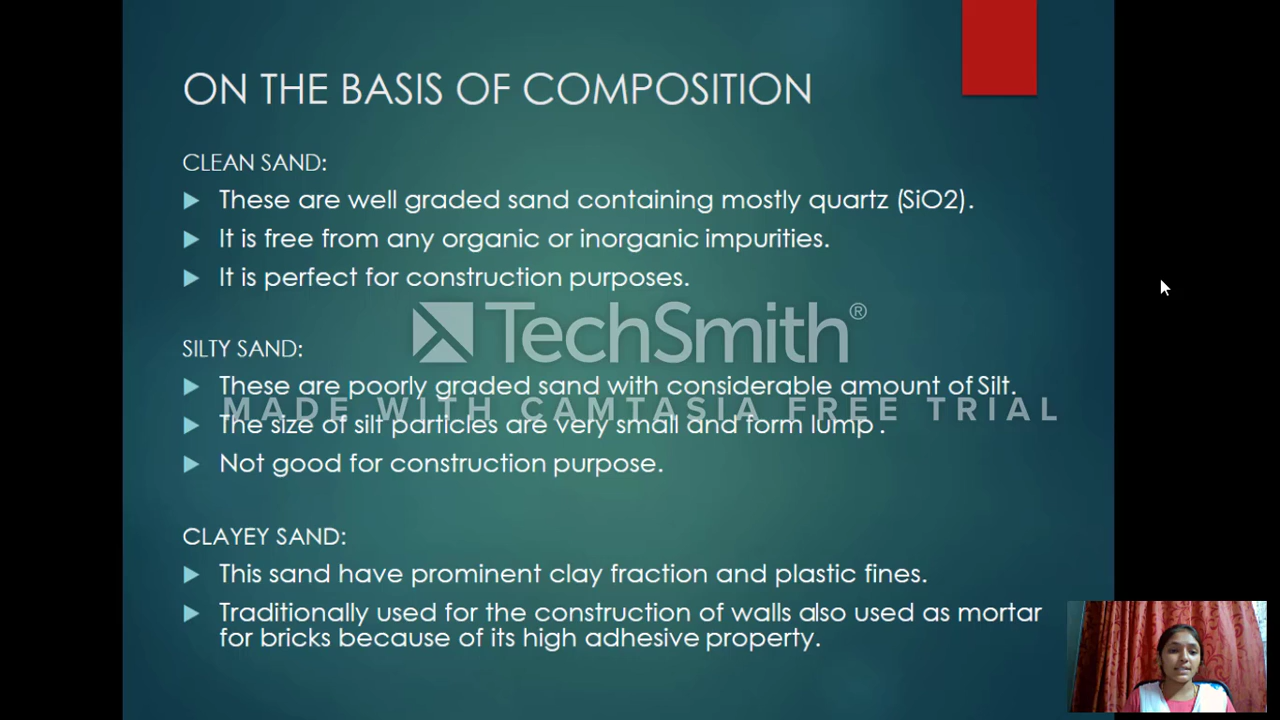 ON THE BASIS OF COMPOSITION
CLEAN SAND:
These are well graded sand containing mostly quartz (SiO2).
It is free from any organic or inorganic impurities.
It is perfect for construction purposes.
TechSmith®
SILTY SAND:
These are poorly graded sand with considerable amount of Silt.
MADE WITH CAMTASIA FREE TRIAL
The size of silt particles are very small and form lump .
Not good for construction purpose.
CLAYEY SAND:
This sand have prominent clay fraction and plastic fines.
Traditionally used for the construction of walls also used as mortar
for bricks because of its high adhesive property.